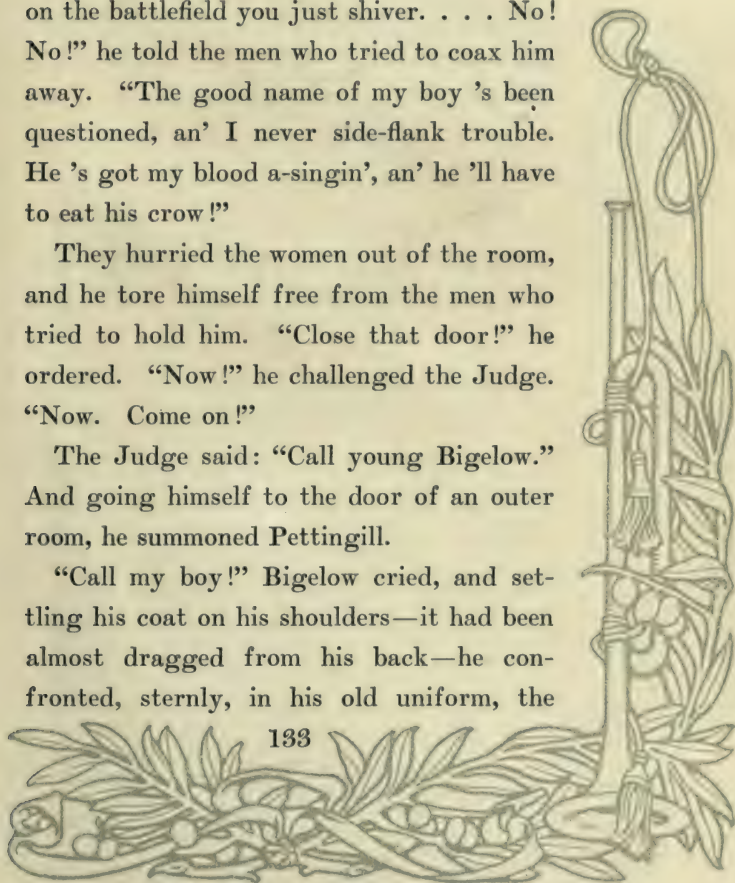 on the battlefield you just shiver. . . . No!
No!” he told the men who tried to coax him
away. “The good name of my boy ’s been
questioned, an’ I never side-flank trouble.
He ’s got my blood a-singin’, an’ he ’ll have
to eat his crow!”
They hurried the women out of the room,
and he tore himself free from the men who
tried to hold him. “Close that door!” he
ordered. “Now!” he challenged the Judge.
“Now. Come on!”
The Judge said: “Call young Bigelow.”
And going himself to the door of an outer
room, he summoned Pettingill.
“Call my boy!” Bigelow cried, and set-
tling his coat on his shoulders—it had been
almost dragged from his back—he con-
fronted, sternly, in his old uniform, the
133